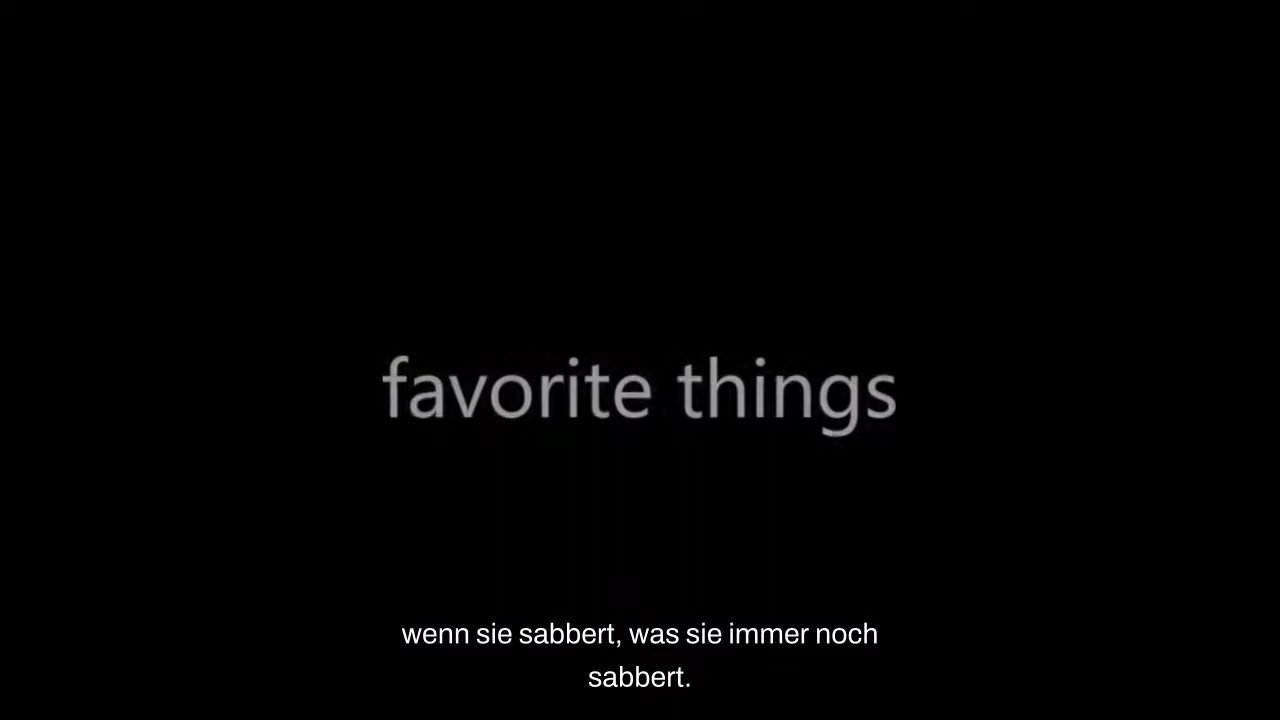 favorite things
wenn sie sabbert, was sie immer noch
sabbert.